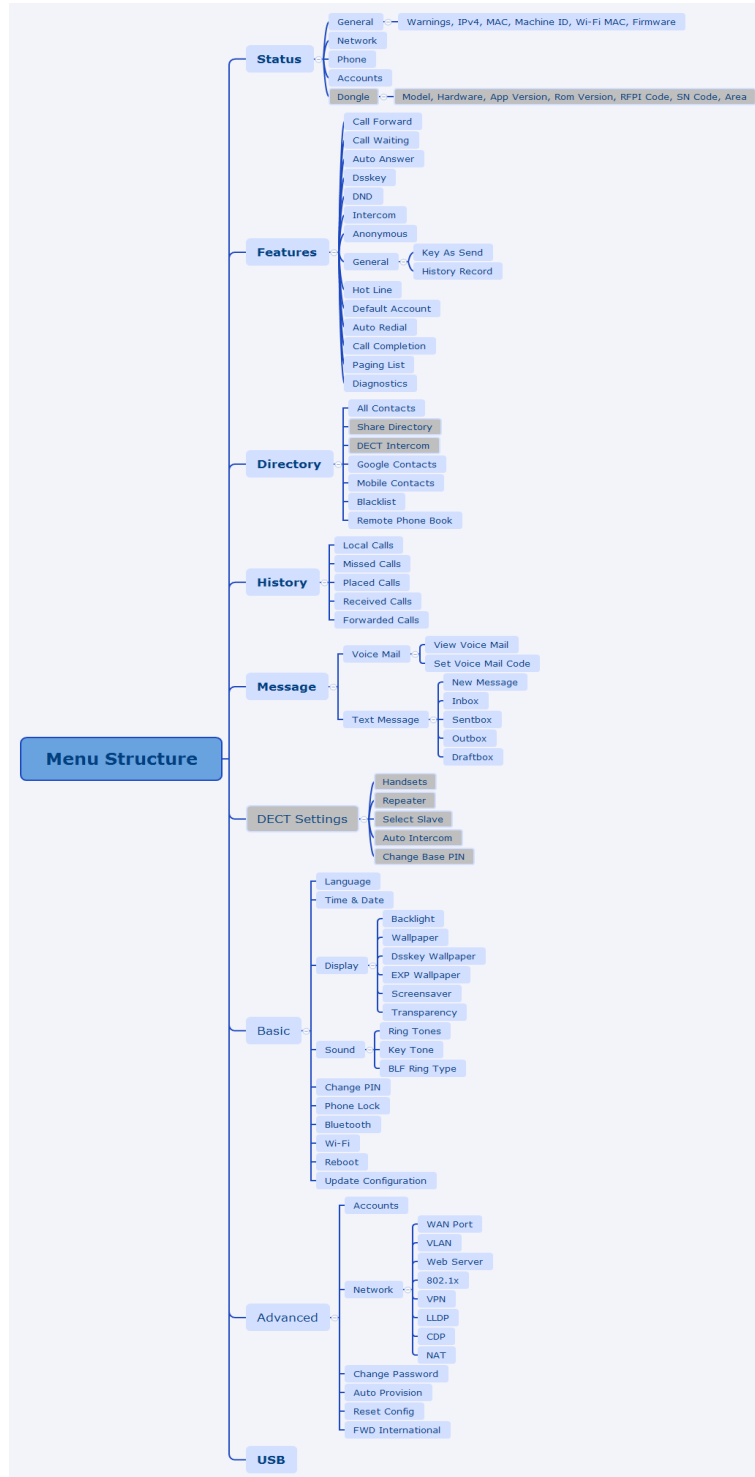 Menu Structure
Status
General
Warnings, IPv4, MAC, Machine ID, Wi-Fi MAC, Firmware
Network
Phone
Accounts
Dongle
Model, Hardware, App Version, Rom Version, RFPI Code, SN Code, Area
Features
Call Forward
Call Waiting
Auto Answer
Dsskey
DND
Intercom
Anonymous
General
Key As Send
History Record
Hot Line
Default Account
Auto Redial
Call Completion
Paging List
Diagnostics
Directory
All Contacts
Share Directory
DECT Intercom
Google Contacts
Mobile Contacts
Blacklist
Remote Phone Book
History
Local Calls
Missed Calls
Placed Calls
Received Calls
Forwarded Calls
Message
Voice Mail
View Voice Mail
Set Voice Mail Code
Text Message
New Message
Inbox
Sentbox
Outbox
Draftbox
DECT Settings
Handsets
Repeater
Select Slave
Auto Intercom
Change Base PIN
Basic
Language
Time & Date
Display
Backlight
Wallpaper
Dsskey Wallpaper
EXP Wallpaper
Screensaver
Transparency
Sound
Ring Tones
Key Tone
BLF Ring Type
Change PIN
Phone Lock
Bluetooth
Wi-Fi
Reboot
Update Configuration
Advanced
Accounts
Network
WAN Port
VLAN
Web Server
802.1x
VPN
LLDP
CDP
NAT
Change Password
Auto Provision
Reset Config
FWD International
USB